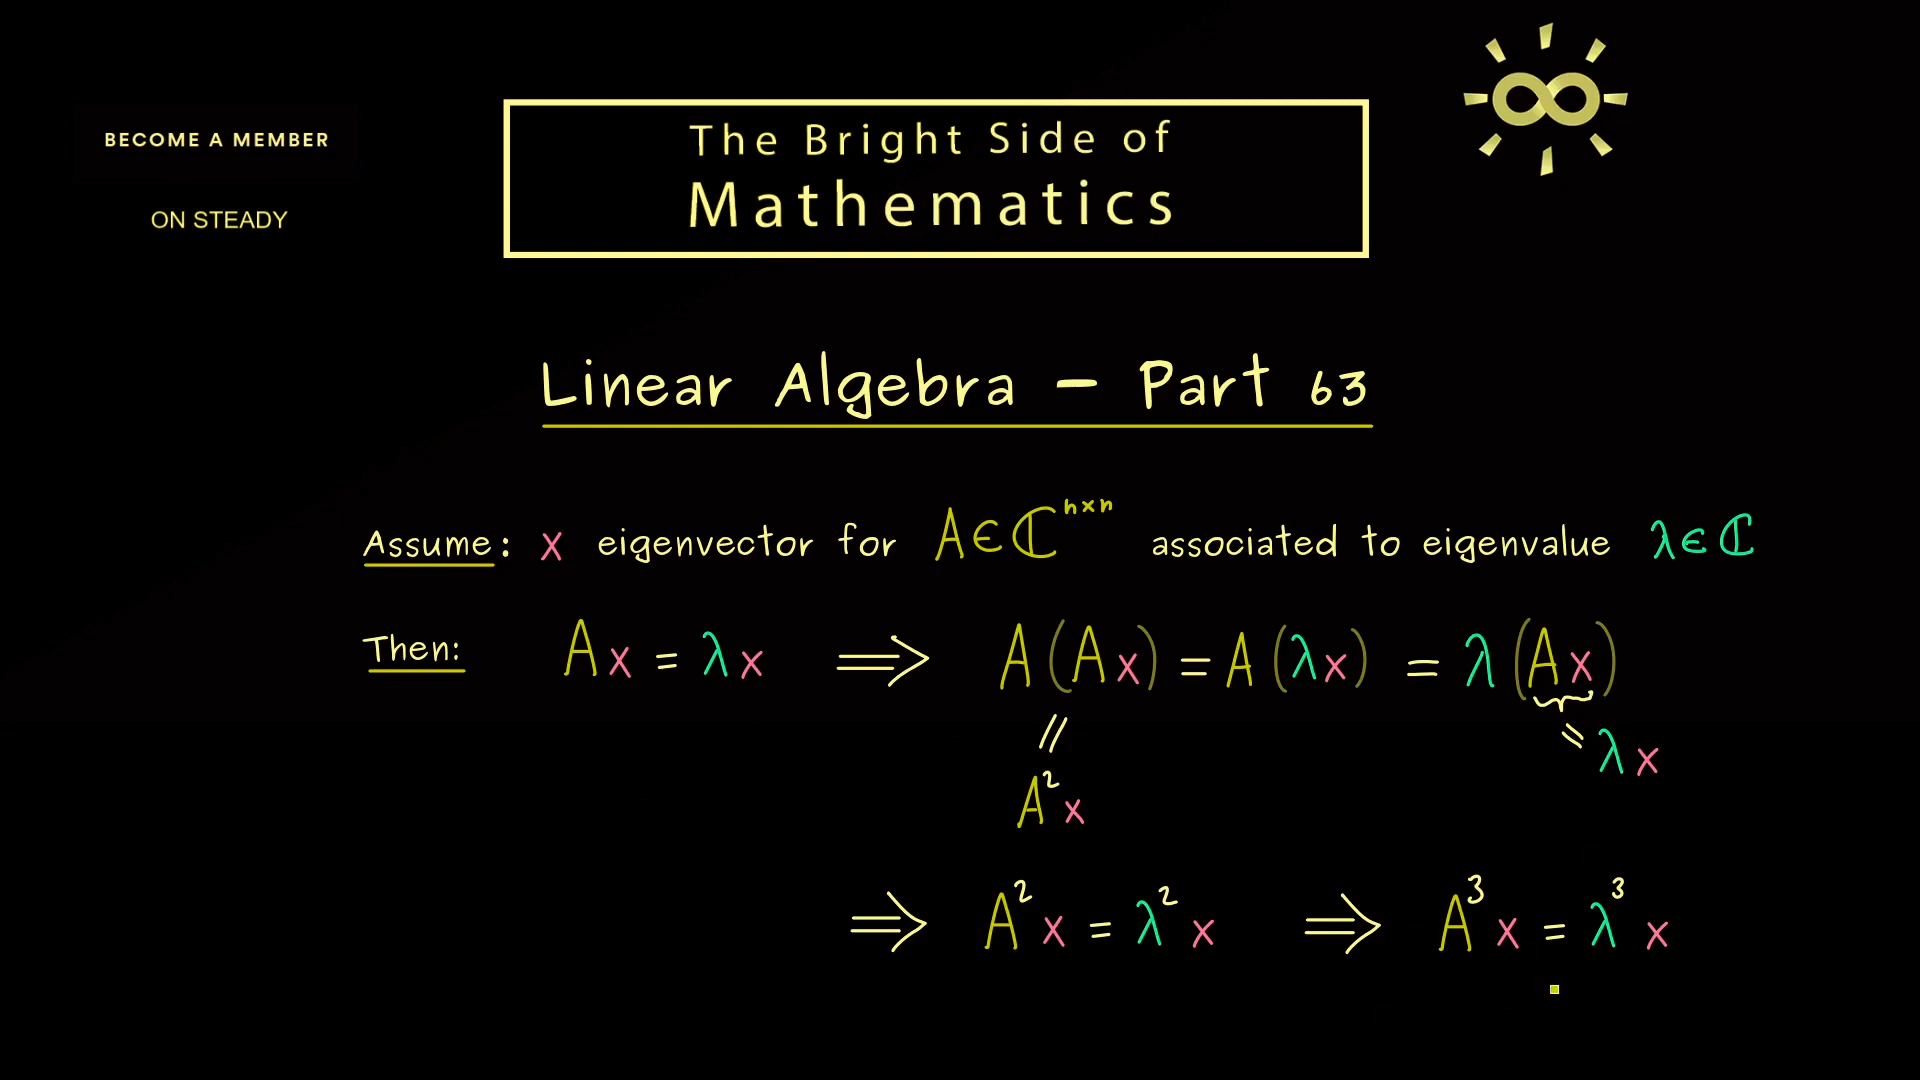 BECOME A MEMBER
ON STEADY
The Bright Side of
Mathematics
Linear Algebra - Part 63
Assume: x eigenvector for A ∈ ℂⁿˣⁿ associated to eigenvalue λ ∈ ℂ
Then: Ax = λx ⟹ A(Ax) = A(λx) = λ(Ax)
= λx
=
A²x
⟹ A²x = λ²x ⟹ A³x = λ³x